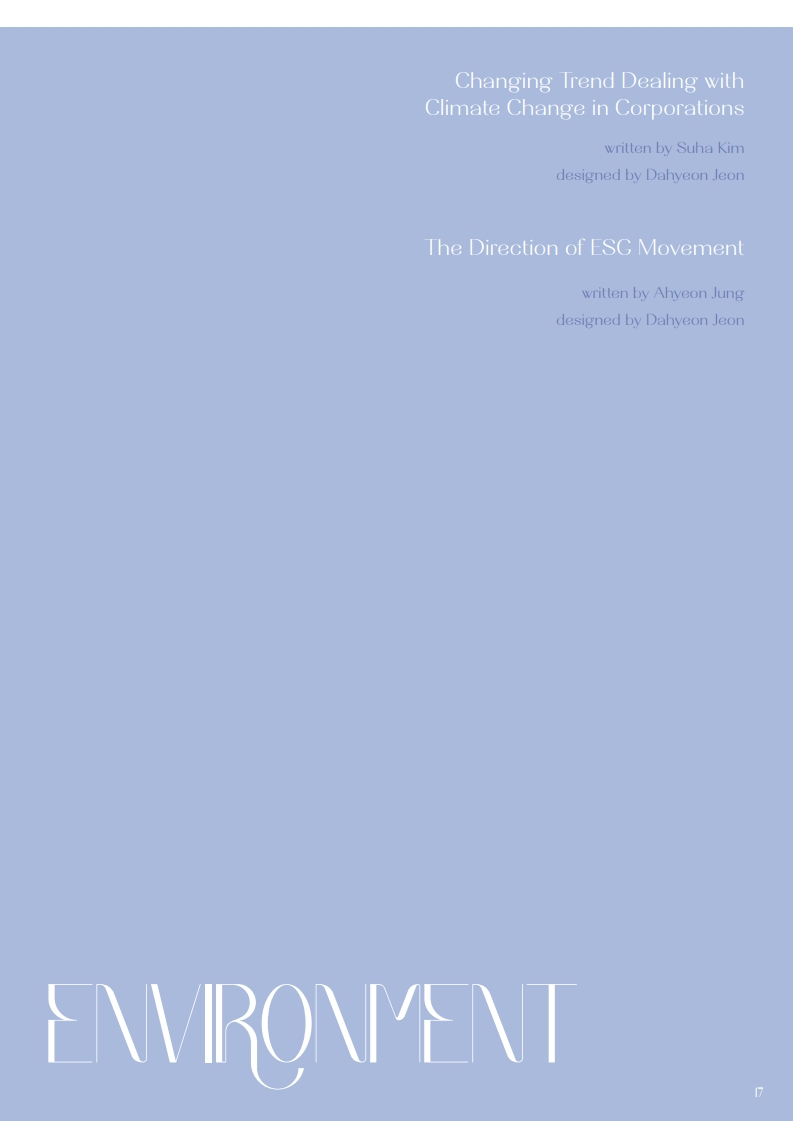 Changing Trend Dealing with
Climate Change in Corporations
written by Suha Kim
designed by Dahyeon Jeon
The Direction of ESG Movement
written by Ahyeon Jung
designed by Dahyeon Jeon
ENVIRONMENT
17